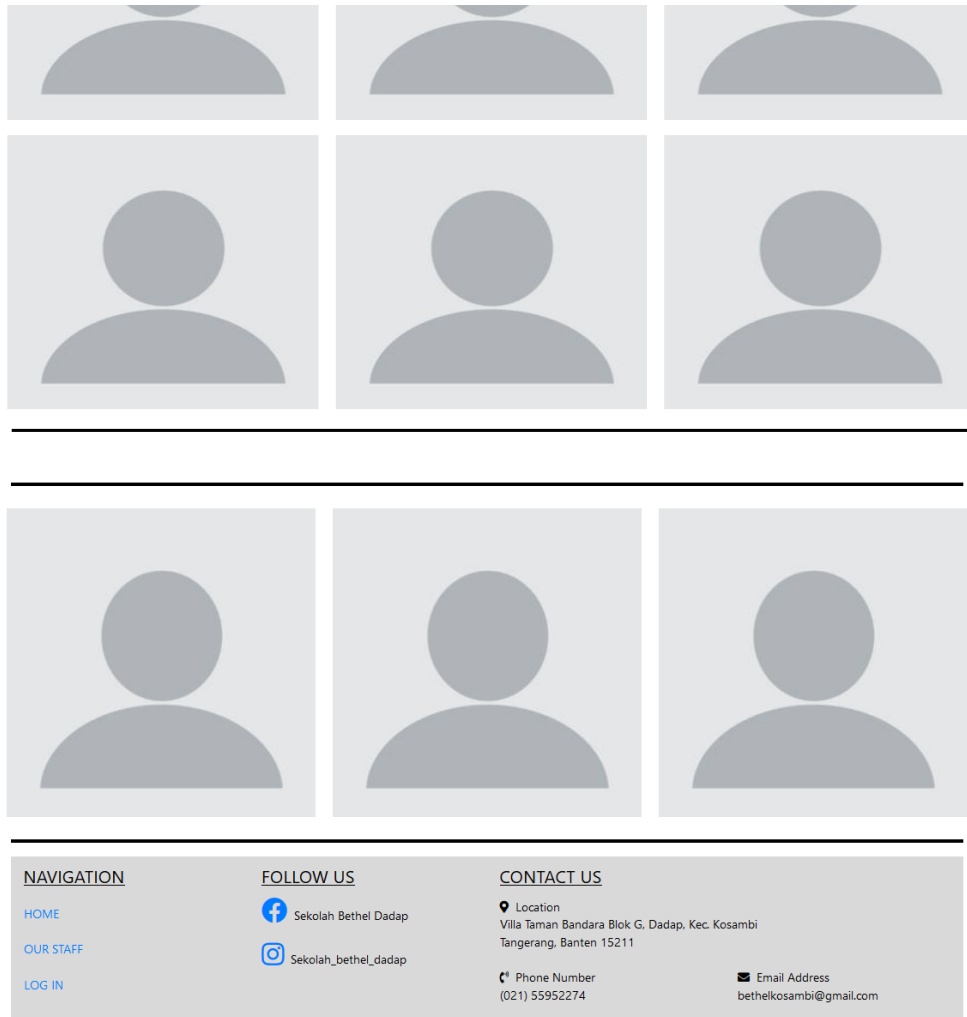 NAVIGATION
HOME
OUR STAFF
LOG IN
FOLLOW US
Sekolah Bethel Dadap
Sekolah_bethel_dadap
CONTACT US
Location
Villa Taman Bandara Blok G, Dadap, Kec. Kosambi
Tangerang, Banten 15211
Phone Number
(021) 55952274
Email Address
bethelkosambi@gmail.com